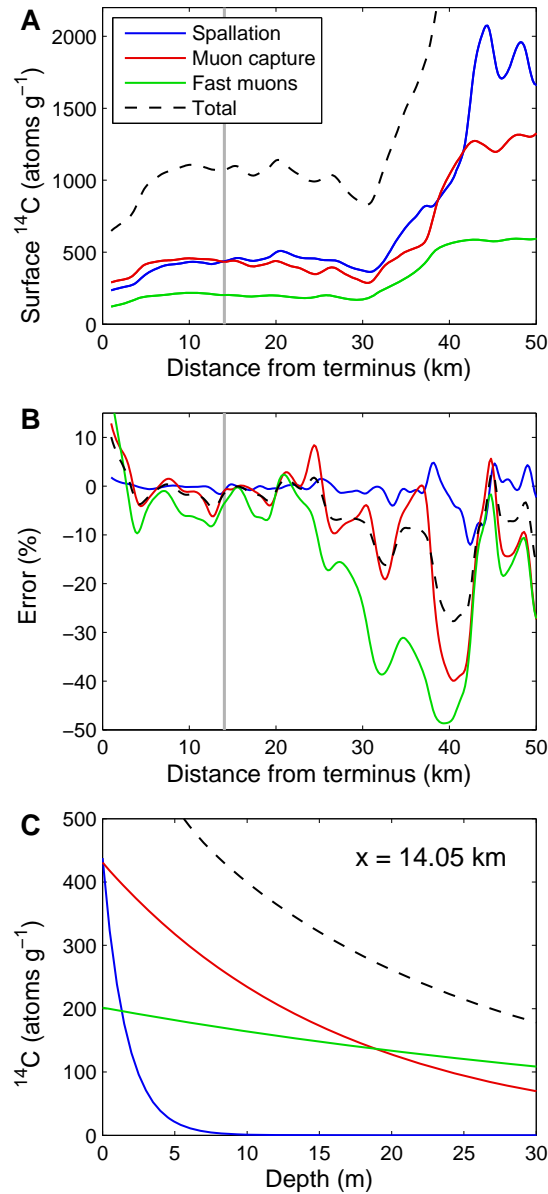 A
Surface ¹⁴C (atoms g⁻¹)
2000
1500
1000
500
0
Spallation
Muon capture
Fast muons
Total
0 10 20 30 40 50
Distance from terminus (km)
B
Error (%)
10
0
−10
−20
−30
−40
−50
0 10 20 30 40 50
Distance from terminus (km)
C
¹⁴C (atoms g⁻¹)
500
400
300
200
100
0
x = 14.05 km
0 5 10 15 20 25 30
Depth (m)